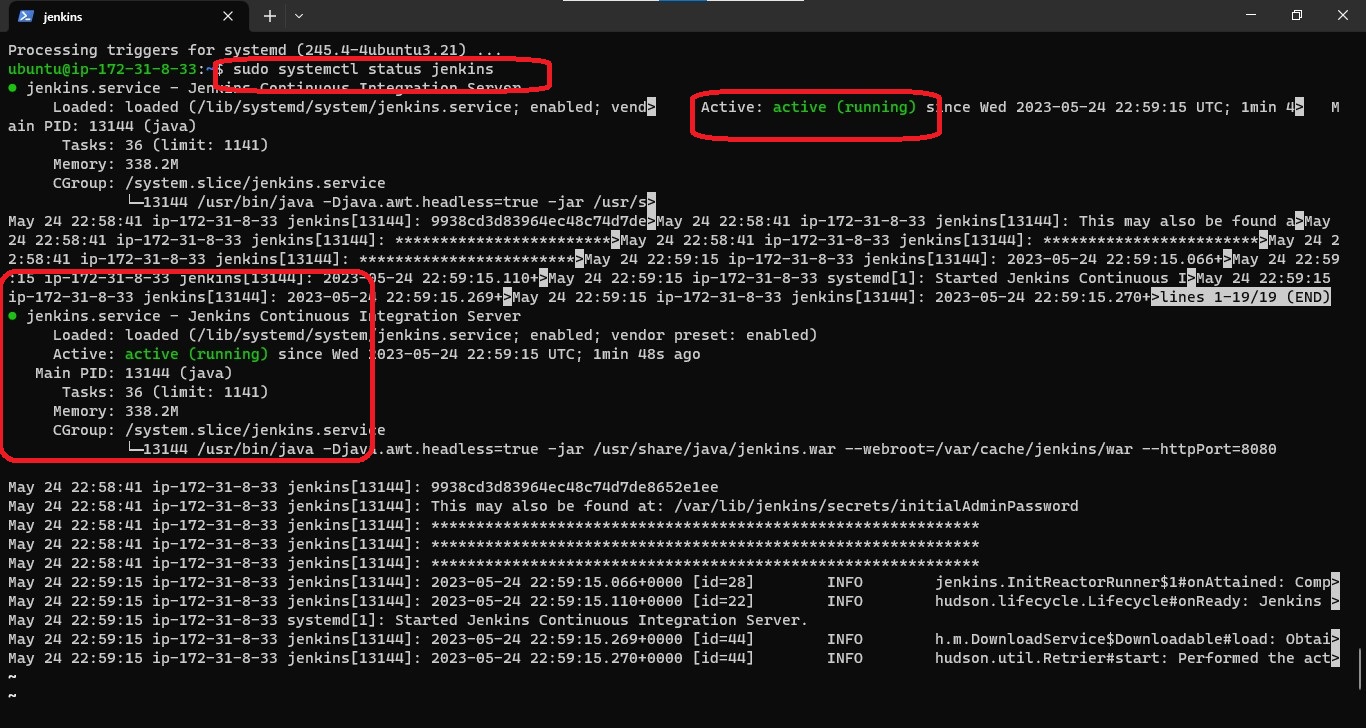 jenkins
Processing triggers for systemd (245.4-4ubuntu3.21) ...
ubuntu@ip-172-31-8-33:~$ sudo systemctl status jenkins
● jenkins.service - Jenkins Continuous Integration Server
Loaded: loaded (/lib/systemd/system/jenkins.service; enabled; vend> Active: active (running) since Wed 2023-05-24 22:59:15 UTC; 1min 4> M
ain PID: 13144 (java)
Tasks: 36 (limit: 1141)
Memory: 338.2M
CGroup: /system.slice/jenkins.service
└─13144 /usr/bin/java -Djava.awt.headless=true -jar /usr/s>
May 24 22:58:41 ip-172-31-8-33 jenkins[13144]: 9938cd3d83964ec48c74d7de>May 24 22:58:41 ip-172-31-8-33 jenkins[13144]: This may also be found a>May
24 22:58:41 ip-172-31-8-33 jenkins[13144]: ************************>May 24 22:58:41 ip-172-31-8-33 jenkins[13144]: ************************>May 24 2
2:58:41 ip-172-31-8-33 jenkins[13144]: ************************>May 24 22:59:15 ip-172-31-8-33 jenkins[13144]: 2023-05-24 22:59:15.066+>May 24 22:59
:15 ip-172-31-8-33 jenkins[13144]: 2023-05-24 22:59:15.110+>May 24 22:59:15 ip-172-31-8-33 systemd[1]: Started Jenkins Continuous I>May 24 22:59:15
ip-172-31-8-33 jenkins[13144]: 2023-05-24 22:59:15.269+>May 24 22:59:15 ip-172-31-8-33 jenkins[13144]: 2023-05-24 22:59:15.270+>lines 1-19/19 (END)
● jenkins.service - Jenkins Continuous Integration Server
Loaded: loaded (/lib/systemd/system/jenkins.service; enabled; vendor preset: enabled)
Active: active (running) since Wed 2023-05-24 22:59:15 UTC; 1min 48s ago
Main PID: 13144 (java)
Tasks: 36 (limit: 1141)
Memory: 338.2M
CGroup: /system.slice/jenkins.service
└─13144 /usr/bin/java -Djava.awt.headless=true -jar /usr/share/java/jenkins.war --webroot=/var/cache/jenkins/war --httpPort=8080
May 24 22:58:41 ip-172-31-8-33 jenkins[13144]: 9938cd3d83964ec48c74d7de8652e1ee
May 24 22:58:41 ip-172-31-8-33 jenkins[13144]: This may also be found at: /var/lib/jenkins/secrets/initialAdminPassword
May 24 22:58:41 ip-172-31-8-33 jenkins[13144]: *************************************************************
May 24 22:58:41 ip-172-31-8-33 jenkins[13144]: *************************************************************
May 24 22:58:41 ip-172-31-8-33 jenkins[13144]: *************************************************************
May 24 22:59:15 ip-172-31-8-33 jenkins[13144]: 2023-05-24 22:59:15.066+0000 [id=28] INFO jenkins.InitReactorRunner$1#onAttained: Comp>
May 24 22:59:15 ip-172-31-8-33 jenkins[13144]: 2023-05-24 22:59:15.110+0000 [id=22] INFO hudson.lifecycle.Lifecycle#onReady: Jenkins >
May 24 22:59:15 ip-172-31-8-33 systemd[1]: Started Jenkins Continuous Integration Server.
May 24 22:59:15 ip-172-31-8-33 jenkins[13144]: 2023-05-24 22:59:15.269+0000 [id=44] INFO h.m.DownloadService$Downloadable#load: Obtai>
May 24 22:59:15 ip-172-31-8-33 jenkins[13144]: 2023-05-24 22:59:15.270+0000 [id=44] INFO hudson.util.Retrier#start: Performed the act>
~
~